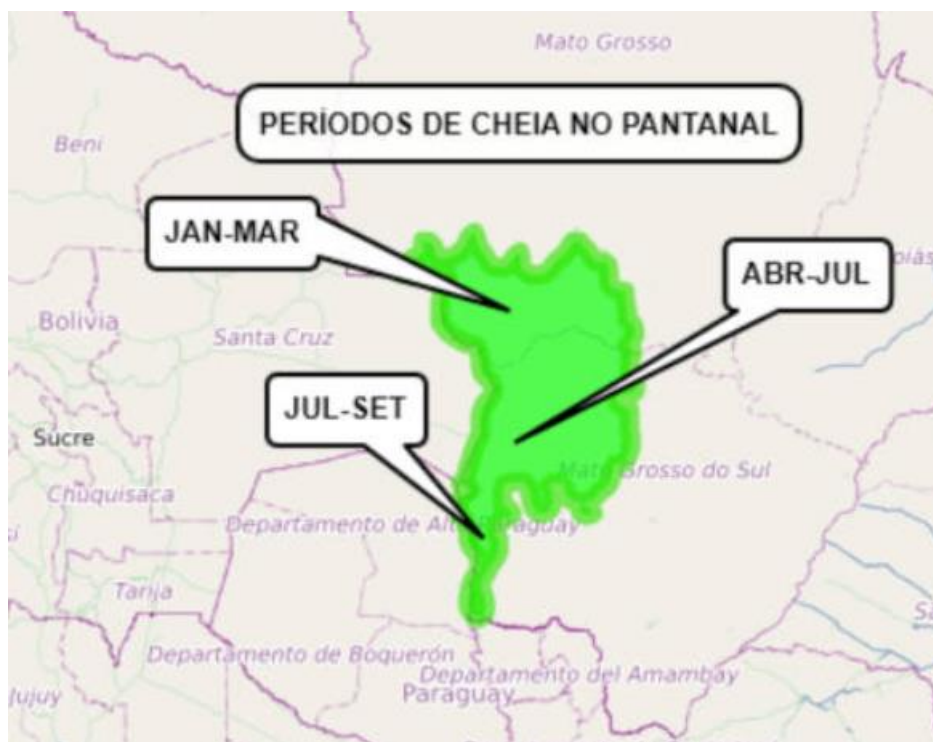 Mato Grosso
PERÍODOS DE CHEIA NO PANTANAL
Beni
JAN-MAR
ABR-JUL
Bolivia
Santa Cruz
JUL-SET
Sucre
Mato Grosso do Sul
Chuquisaca
Departamento de Alto Paraguay
Tarija
Departamento de Boquerón
Departamento del Amambay
Jujuy
Paraguay